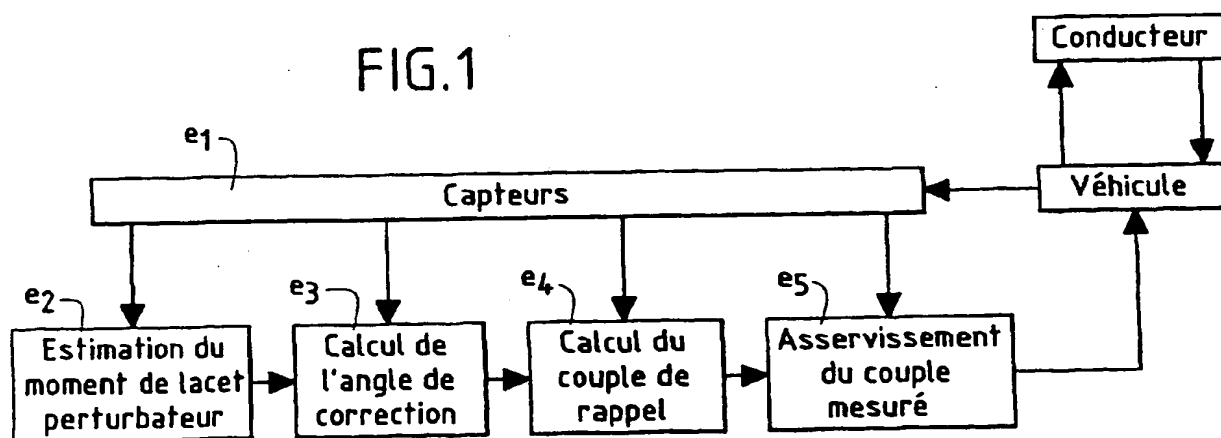 FIG.1
Conducteur
e1
Capteurs
Véhicule
e2
Estimation du
moment de lacet
perturbateur
e3
Calcul de
l'angle de
correction
e4
Calcul du
couple de
rappel
e5
Asservissement
du couple
mesuré